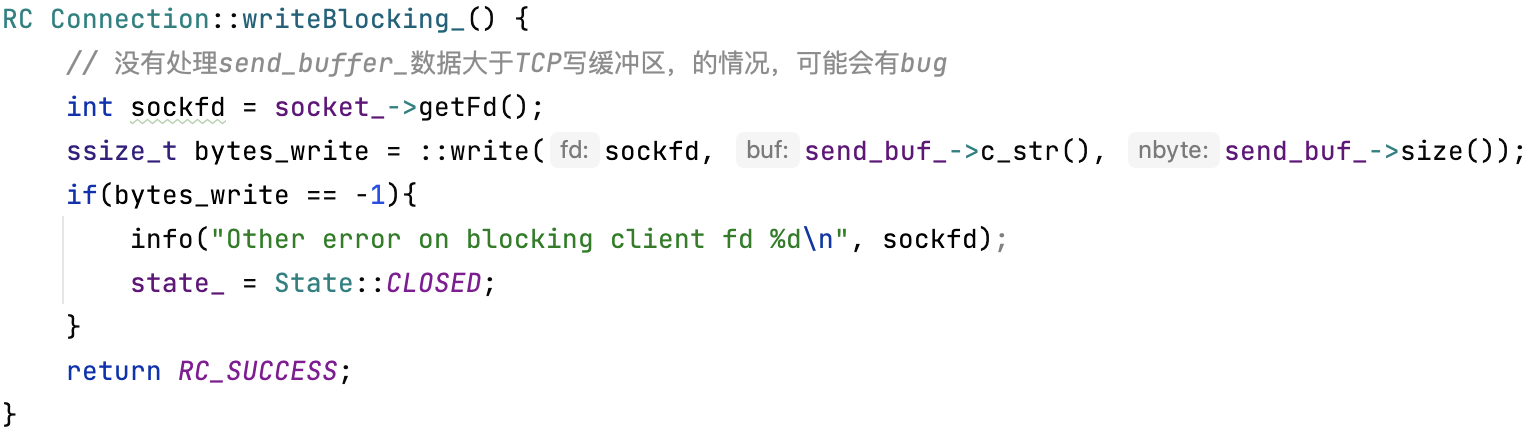 RC Connection::writeBlocking_() {
    // 没有处理send_buffer_数据大于TCP写缓冲区，的情况，可能会有bug
    int sockfd = socket_->getFd();
    ssize_t bytes_write = ::write( fd: sockfd,  buf: send_buf_->c_str(),  nbyte: send_buf_->size());
    if(bytes_write == -1){
        info("Other error on blocking client fd %d\n", sockfd);
        state_ = State::CLOSED;
    }
    return RC_SUCCESS;
}